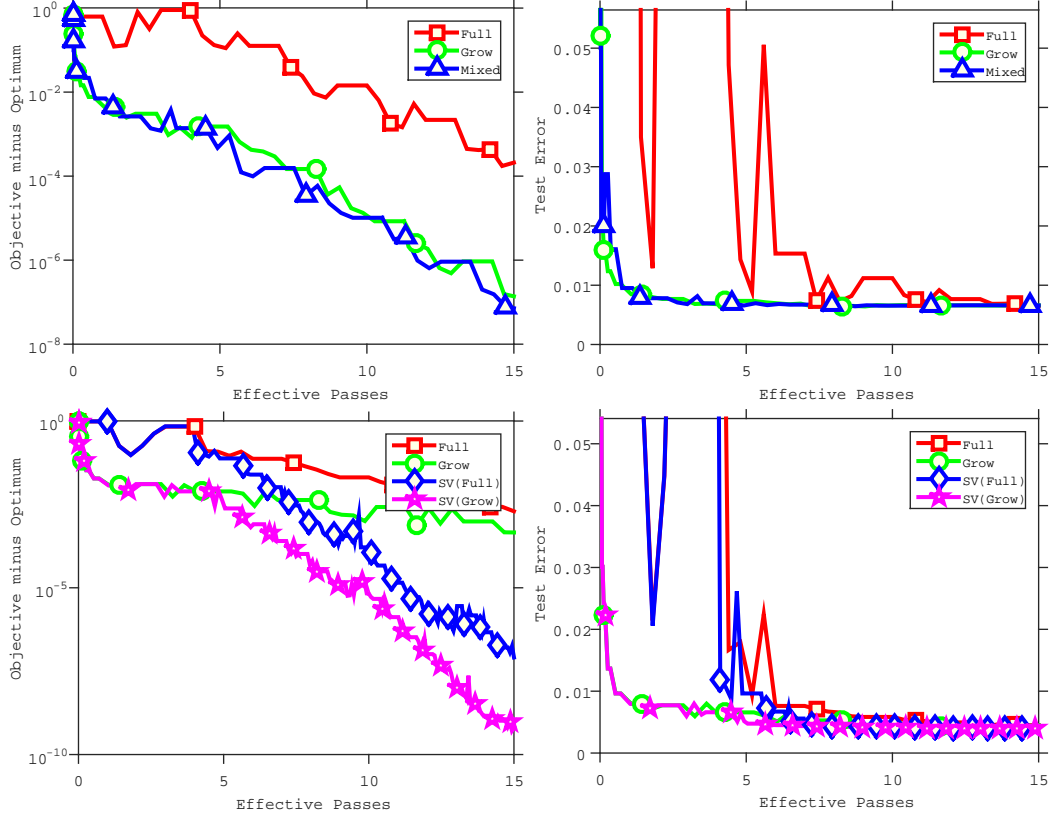 10^0
10^-2
10^-4
10^-6
10^-8
Objective minus Optimum
0 5 10 15
Effective Passes
Full
Grow
Mixed
0.05
0.04
0.03
0.02
0.01
0
Test Error
0 5 10 15
Effective Passes
Full
Grow
Mixed
10^0
10^-5
10^-10
Objective minus Optimum
0 5 10 15
Effective Passes
Full
Grow
SV(Full)
SV(Grow)
0.05
0.04
0.03
0.02
0.01
0
Test Error
0 5 10 15
Effective Passes
Full
Grow
SV(Full)
SV(Grow)